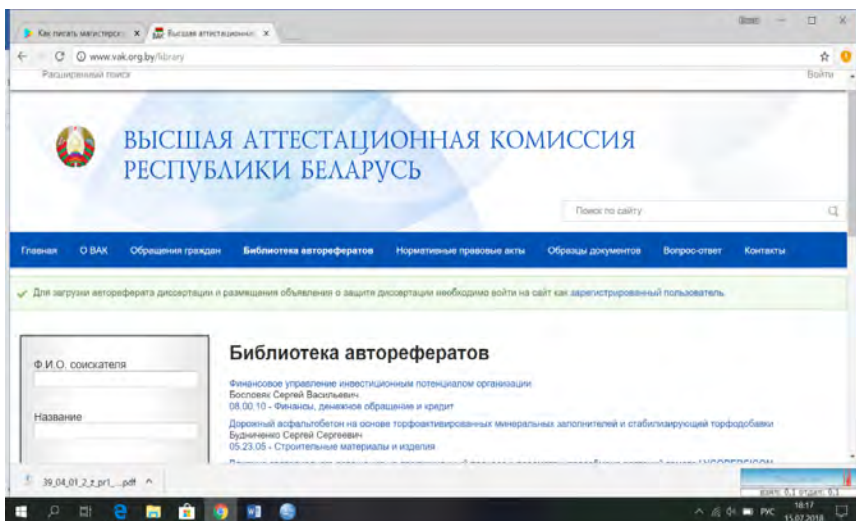 Как писать магистерск
Высшая аттестационная
www.vak.org.by/library
Расширенный поиск
Войти
ВЫСШАЯ АТТЕСТАЦИОННАЯ КОМИССИЯ
РЕСПУБЛИКИ БЕЛАРУСЬ
Поиск по сайту
Главная О ВАК Обращения граждан Библиотека авторефератов Нормативные правовые акты Образцы документов Вопрос-ответ Контакты
Для загрузки автореферата диссертации и размещения объявления о защите диссертации необходимо войти на сайт как зарегистрированный пользователь.
Ф.И.О. соискателя
Название
Библиотека авторефератов
Финансовое управление инвестиционным потенциалом организации
Босповяк Сергей Васильевич
08.00.10 - Финансы, денежное обращение и кредит
Дорожный асфальтобетон на основе торфоактивированных минеральных заполнителей и стабилизирующей торфодобавки
Будниченко Сергей Сергеевич
05.23.05 - Строительные материалы и изделия
39_04_01_2_z_pr1_....pdf
РУС
18:17
15.07.2018